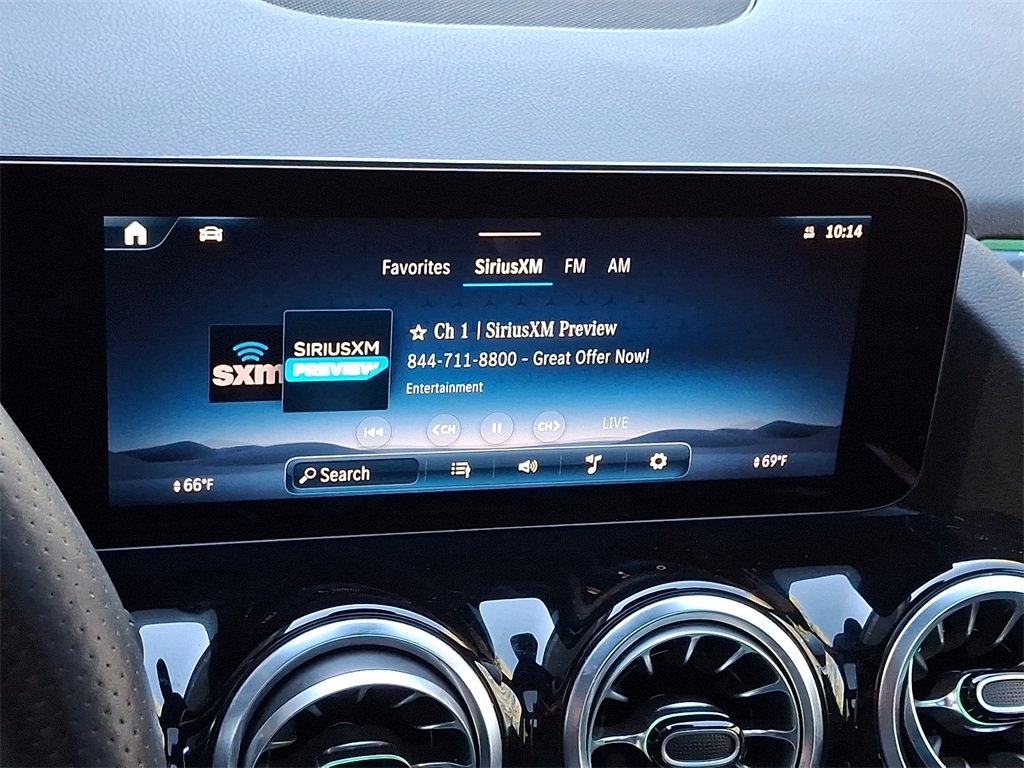 10:14
Favorites SiriusXM FM AM
Ch 1 | SiriusXM Preview
844-711-8800 - Great Offer Now!
Entertainment
sxm
SIRIUSXM
PREVIEW
<CH CH> LIVE
Search
66°F
69°F